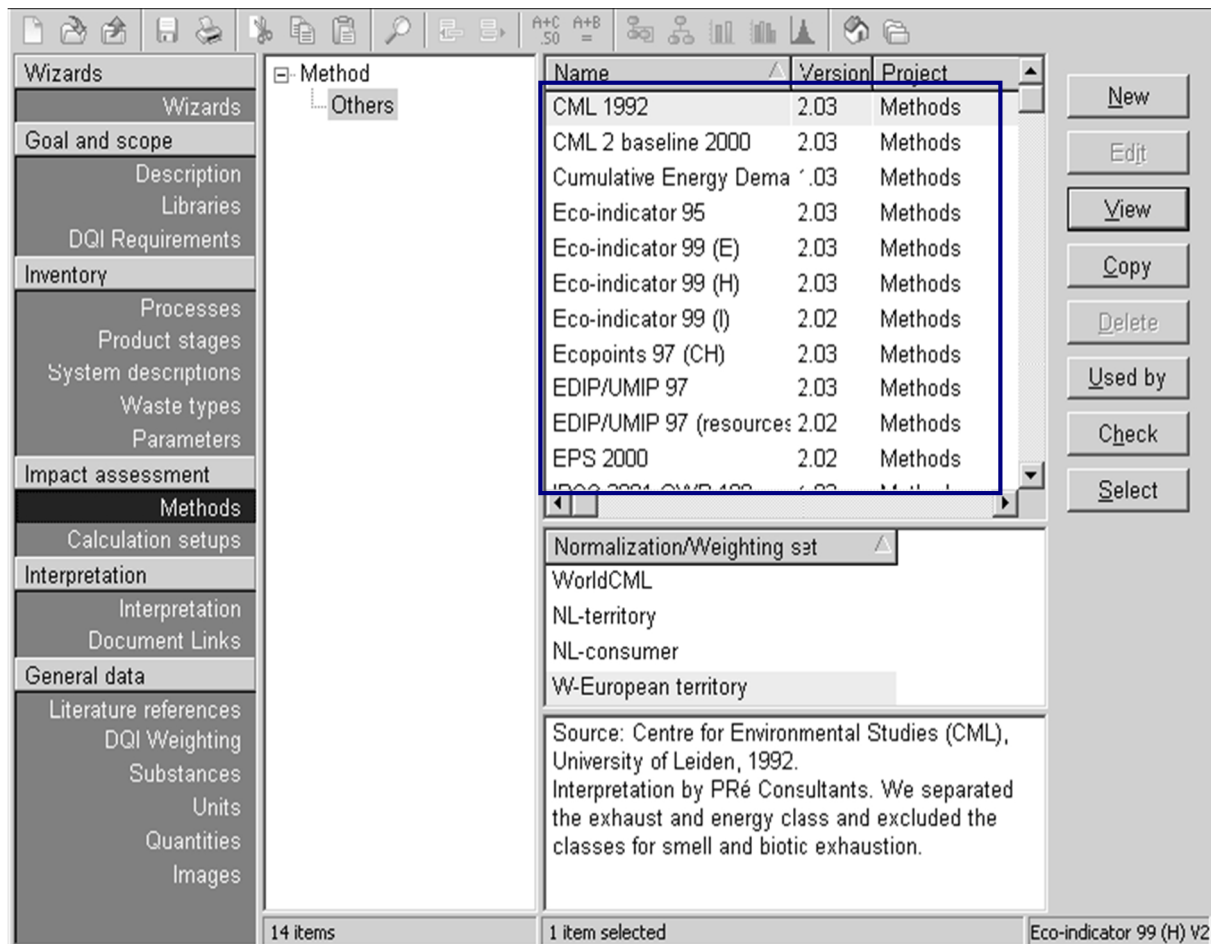 A+C A+B
.50 =
Wizards
Wizards
Goal and scope
Description
Libraries
DQI Requirements
Inventory
Processes
Product stages
System descriptions
Waste types
Parameters
Impact assessment
Methods
Calculation setups
Interpretation
Interpretation
Document Links
General data
Literature references
DQI Weighting
Substances
Units
Quantities
Images
Method
Others
Name Version Project
CML 1992 2.03 Methods
CML 2 baseline 2000 2.03 Methods
Cumulative Energy Dema 1.03 Methods
Eco-indicator 95 2.03 Methods
Eco-indicator 99 (E) 2.03 Methods
Eco-indicator 99 (H) 2.03 Methods
Eco-indicator 99 (I) 2.02 Methods
Ecopoints 97 (CH) 2.03 Methods
EDIP/UMIP 97 2.03 Methods
EDIP/UMIP 97 (resources 2.02 Methods
EPS 2000 2.02 Methods
Normalization/Weighting set
WorldCML
NL-territory
NL-consumer
W-European territory
Source: Centre for Environmental Studies (CML),
University of Leiden, 1992.
Interpretation by PRé Consultants. We separated
the exhaust and energy class and excluded the
classes for smell and biotic exhaustion.
New
Edit
View
Copy
Delete
Used by
Check
Select
14 items
1 item selected
Eco-indicator 99 (H) V2